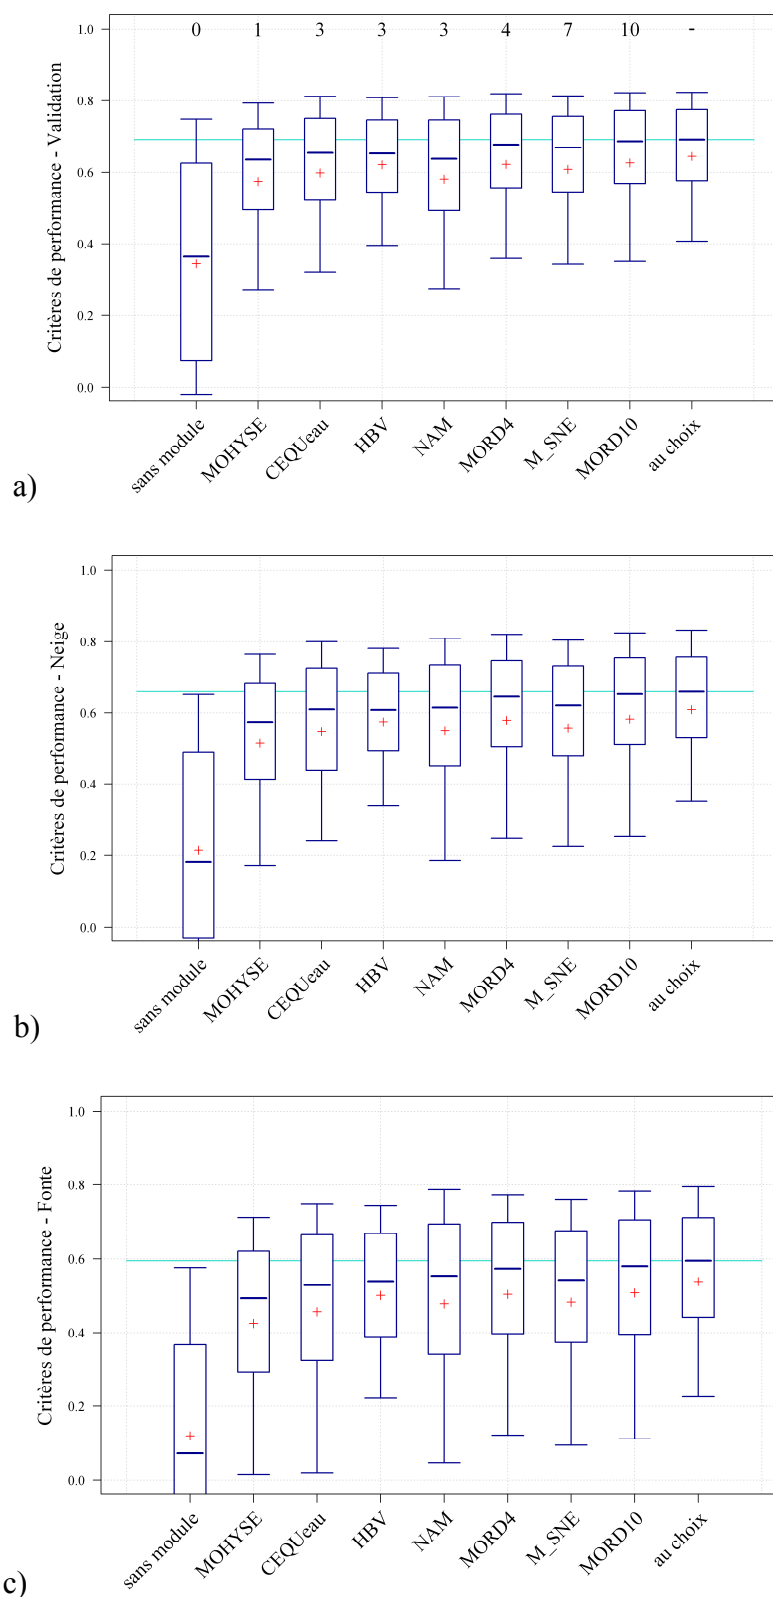 0 1 3 3 3 4 7 10 -
Critères de performance - Validation
1.0
0.8
0.6
0.4
0.2
0.0
sans module MOHYSE CEQUeau HBV NAM MORD4 M_SNE MORD10 au choix
a)
Critères de performance - Neige
1.0
0.8
0.6
0.4
0.2
0.0
sans module MOHYSE CEQUeau HBV NAM MORD4 M_SNE MORD10 au choix
b)
Critères de performance - Fonte
1.0
0.8
0.6
0.4
0.2
0.0
sans module MOHYSE CEQUeau HBV NAM MORD4 M_SNE MORD10 au choix
c)